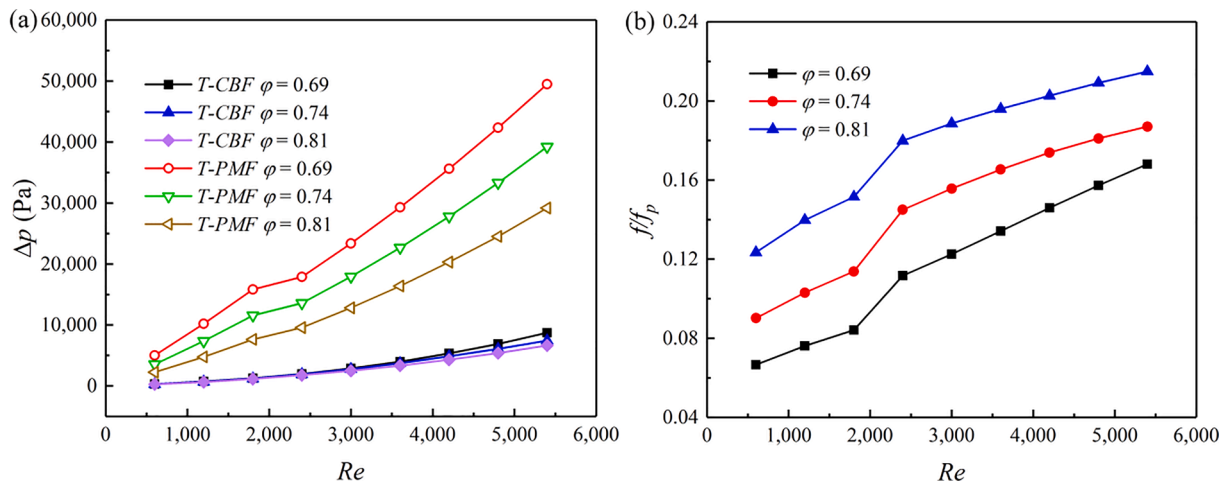 (a)
60,000
50,000
40,000
30,000
20,000
10,000
0
Δp (Pa)
T-CBF φ = 0.69
T-CBF φ = 0.74
T-CBF φ = 0.81
T-PMF φ = 0.69
T-PMF φ = 0.74
T-PMF φ = 0.81
0 1,000 2,000 3,000 4,000 5,000 6,000
Re
(b)
0.24
0.20
0.16
0.12
0.08
0.04
f/fp
φ = 0.69
φ = 0.74
φ = 0.81
0 1,000 2,000 3,000 4,000 5,000 6,000
Re